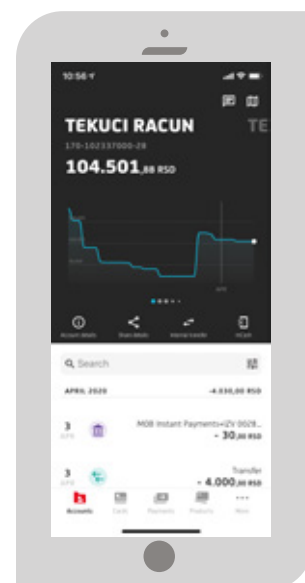 10:56
TEKUCI RACUN TE
170-102337000-28
104.501,88 RSD
APR
Account details Share details Internal transfer mCash
Search
APRIL 2020 -4.030,00 RSD
3 MOB Instant Payments+IZV 0028...
- 30,00 RSD
3 Transfer
- 4.000,00 RSD
Accounts Cards Payments Products More